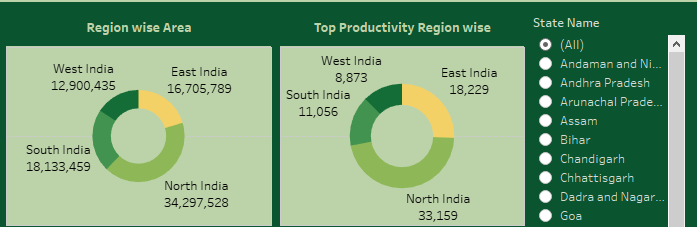 Region wise Area
West India
12,900,435
East India
16,705,789
South India
18,133,459
North India
34,297,528
Top Productivity Region wise
West India
8,873
East India
18,229
South India
11,056
North India
33,159
State Name
(All)
Andaman and Ni...
Andhra Pradesh
Arunachal Prade...
Assam
Bihar
Chandigarh
Chhattisgarh
Dadra and Nagar...
Goa